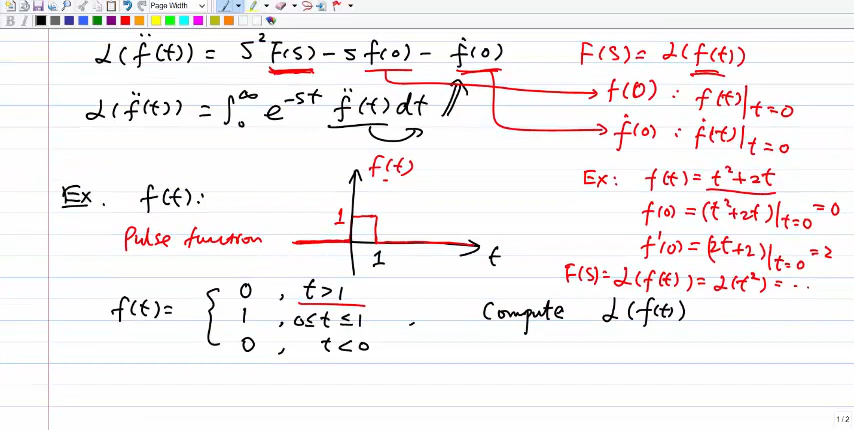 Page Width
B I
ℒ(f̈(t)) = S² F(S) - S f(0) - ḟ(0)
ℒ(f̈(t)) = ∫₀^∞ e^{-st} f̈(t) dt
F(S) = ℒ(f(t))
f(0) : f(t)|t=0
ḟ(0) : ḟ(t)|t=0
Ex: f(t) = t²+2t
f(0) = (t²+2t)|t=0 = 0
f'(0) = (2t+2)|t=0 = 2
F(S) = ℒ(f(t)) = ℒ(t²) = ...
Ex. f(t):
Pulse function
f(t)
1
1
t
f(t) = { 0 , t>1
1 , 0≤t≤1 , Compute ℒ(f(t))
0 , t<0
1/2